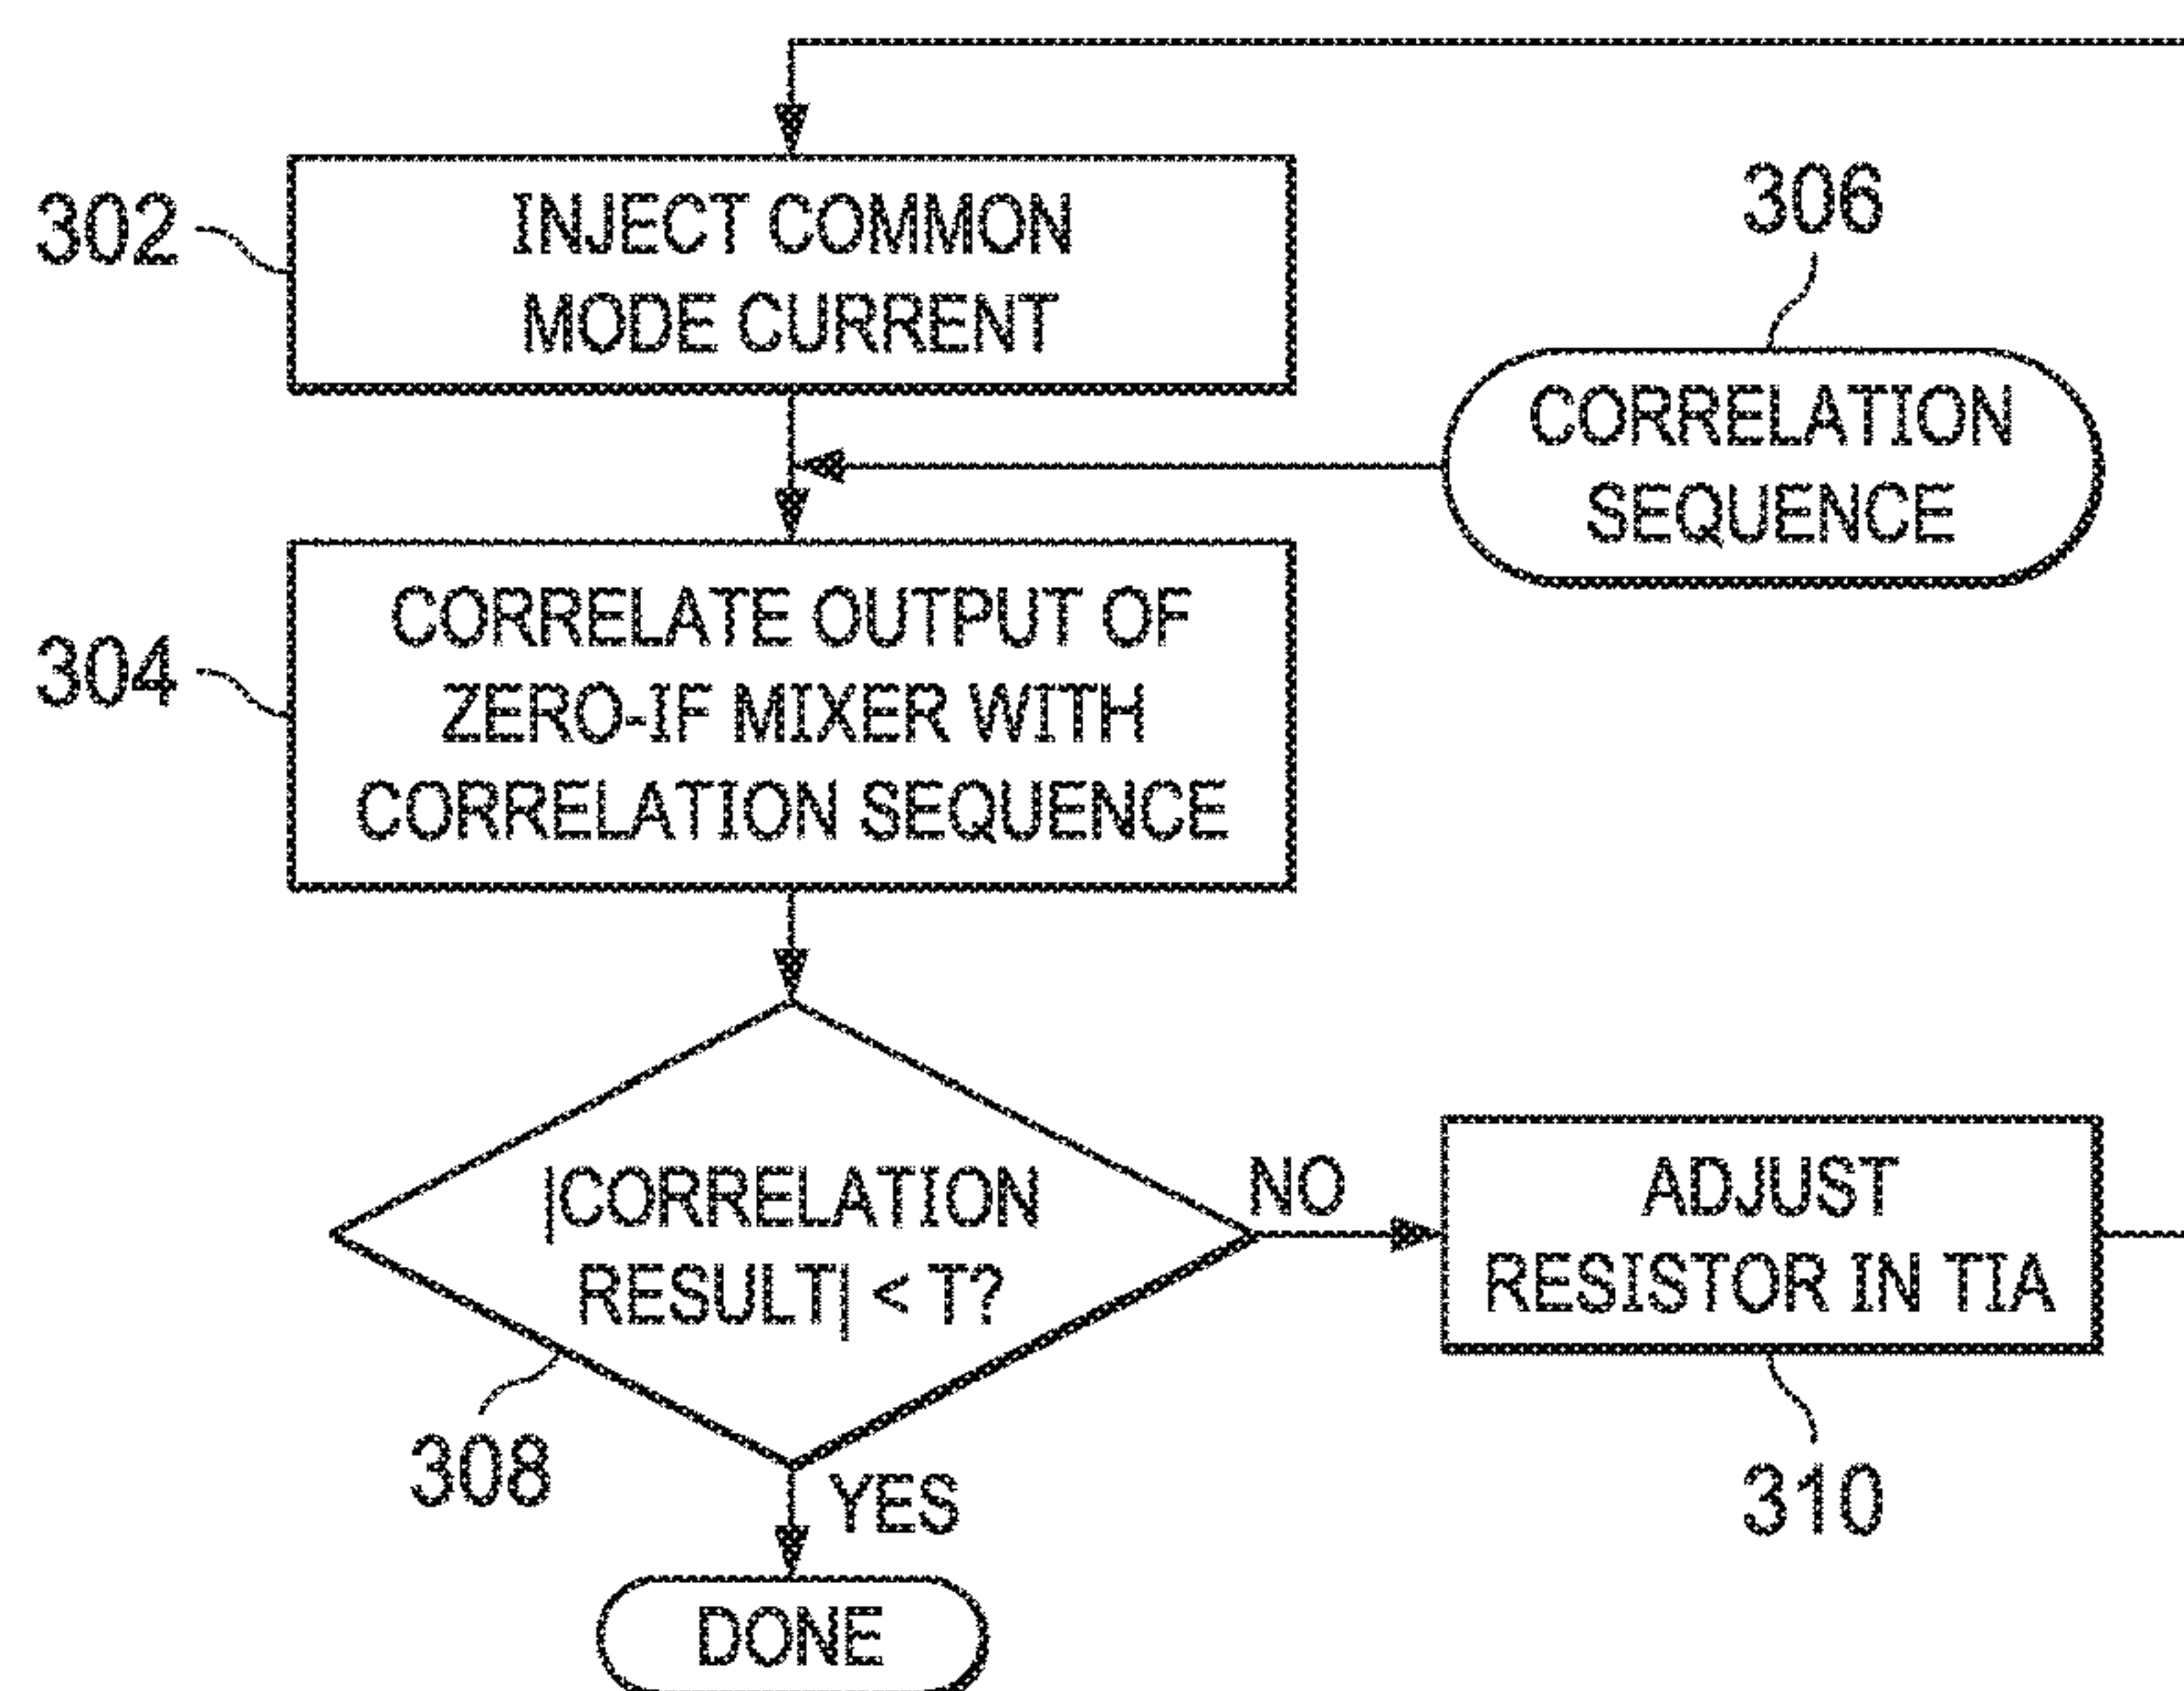 302
INJECT COMMON
MODE CURRENT
306
CORRELATION
SEQUENCE
304
CORRELATE OUTPUT OF
ZERO-IF MIXER WITH
CORRELATION SEQUENCE
|CORRELATION
RESULT| < T?
308
NO
ADJUST
RESISTOR IN TIA
310
YES
DONE